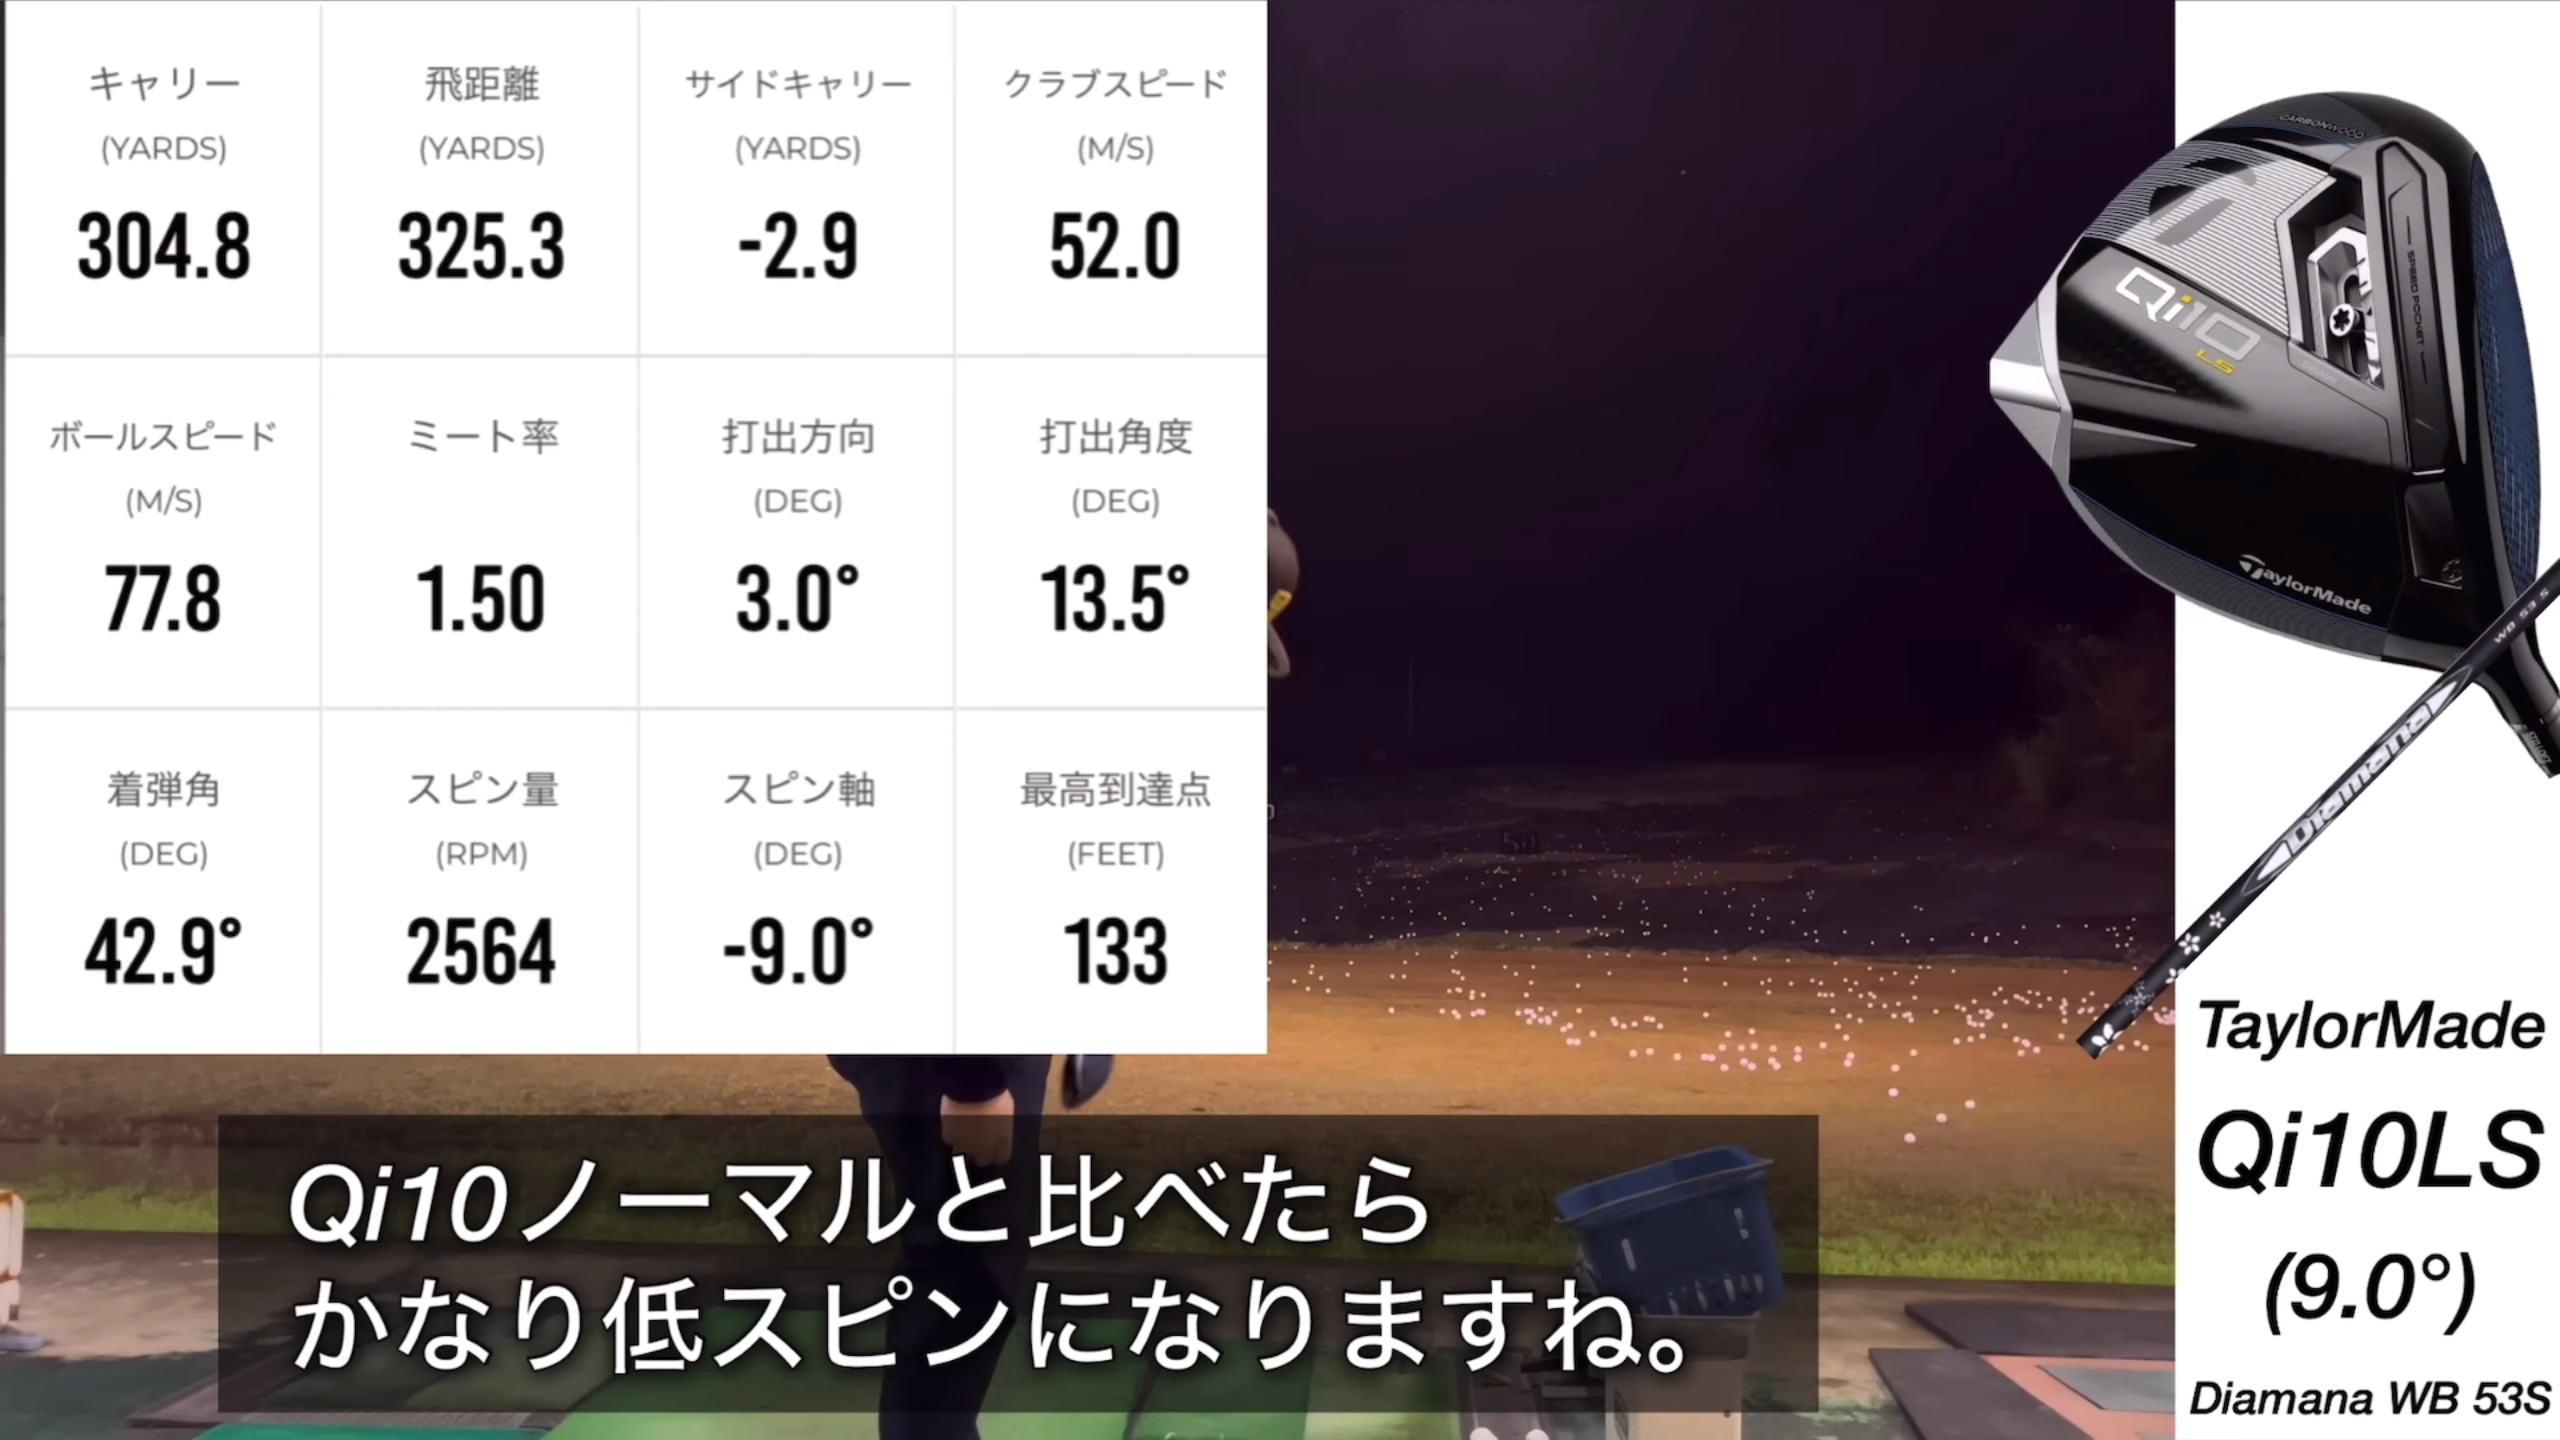 キャリー
(YARDS)
304.8
飛距離
(YARDS)
325.3
サイドキャリー
(YARDS)
-2.9
クラブスピード
(M/S)
52.0
ボールスピード
(M/S)
77.8
ミート率
1.50
打出方向
(DEG)
3.0°
打出角度
(DEG)
13.5°
着弾角
(DEG)
42.9°
スピン量
(RPM)
2564
スピン軸
(DEG)
-9.0°
最高到達点
(FEET)
133
CARBONWOOD
SPEED POCKET
Qi10
LS
TaylorMade
WB 53 S
Diamana
TaylorMade
Qi10LS
(9.0°)
Diamana WB 53S
Qi10ノーマルと比べたら
かなり低スピンになりますね。